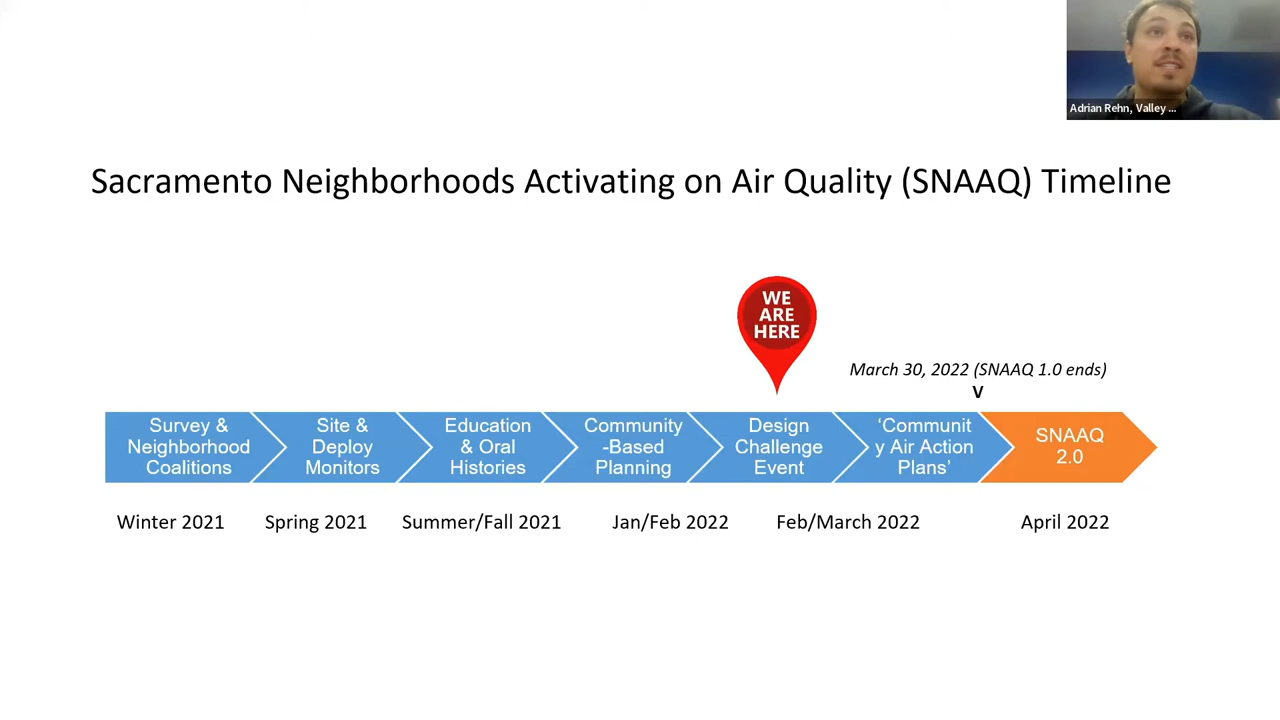 Adrian Rehn, Valley ...
Sacramento Neighborhoods Activating on Air Quality (SNAAQ) Timeline
WE
ARE
HERE
March 30, 2022 (SNAAQ 1.0 ends)
V
Survey &
Neighborhood
Coalitions
Site &
Deploy
Monitors
Education
& Oral
Histories
Community
-Based
Planning
Design
Challenge
Event
‘Communit
y Air Action
Plans’
SNAAQ
2.0
Winter 2021
Spring 2021
Summer/Fall 2021
Jan/Feb 2022
Feb/March 2022
April 2022